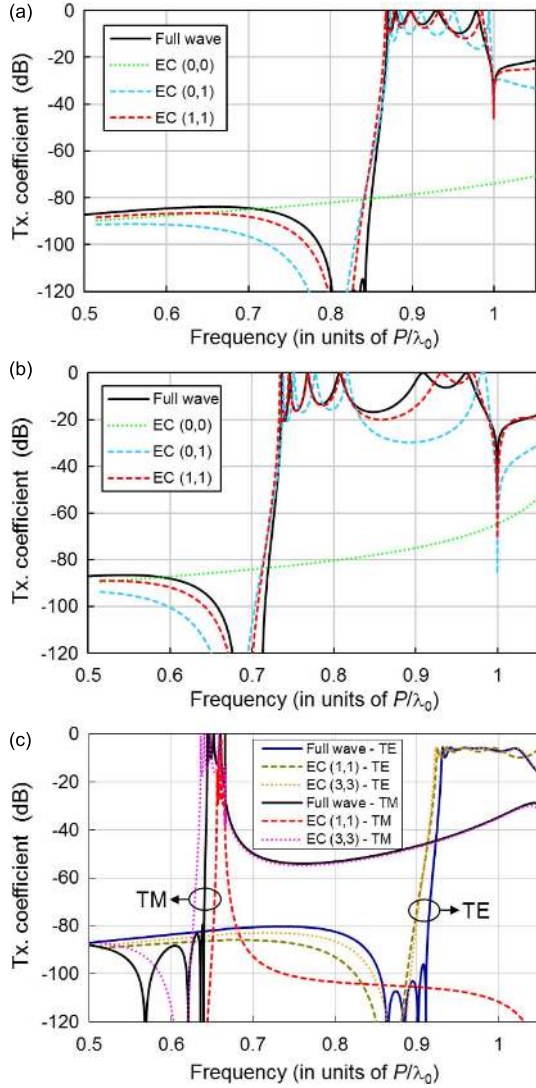 (a)
Tx. coefficient (dB)
0
-20
-40
-60
-80
-100
-120
Full wave
EC (0,0)
EC (0,1)
EC (1,1)
0.5
0.6
0.7
0.8
0.9
1
Frequency (in units of P/λ0)
(b)
Tx. coefficient (dB)
0
-20
-40
-60
-80
-100
-120
Full wave
EC (0,0)
EC (0,1)
EC (1,1)
0.5
0.6
0.7
0.8
0.9
1
Frequency (in units of P/λ0)
(c)
Tx. coefficient (dB)
0
-20
-40
-60
-80
-100
-120
Full wave - TE
EC (1,1) - TE
EC (3,3) - TE
Full wave - TM
EC (1,1) - TM
EC (3,3) - TM
TM
TE
0.5
0.6
0.7
0.8
0.9
1
Frequency (in units of P/λ0)